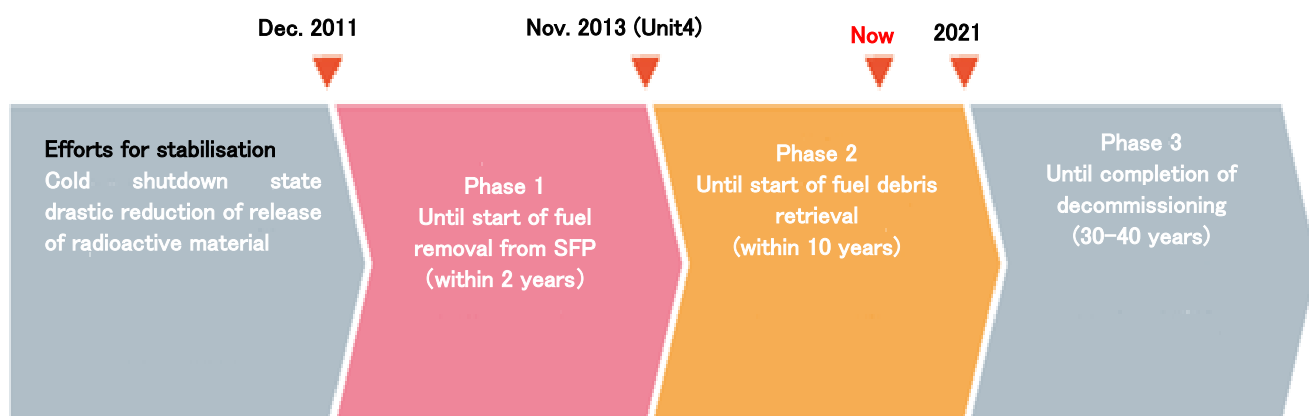 Dec. 2011
Nov. 2013 (Unit4)
Now
2021
Efforts for stabilisation
Cold shutdown state
drastic reduction of release
of radioactive material
Phase 1
Until start of fuel
removal from SFP
(within 2 years)
Phase 2
Until start of fuel debris
retrieval
(within 10 years)
Phase 3
Until completion of
decommissioning
(30-40 years)